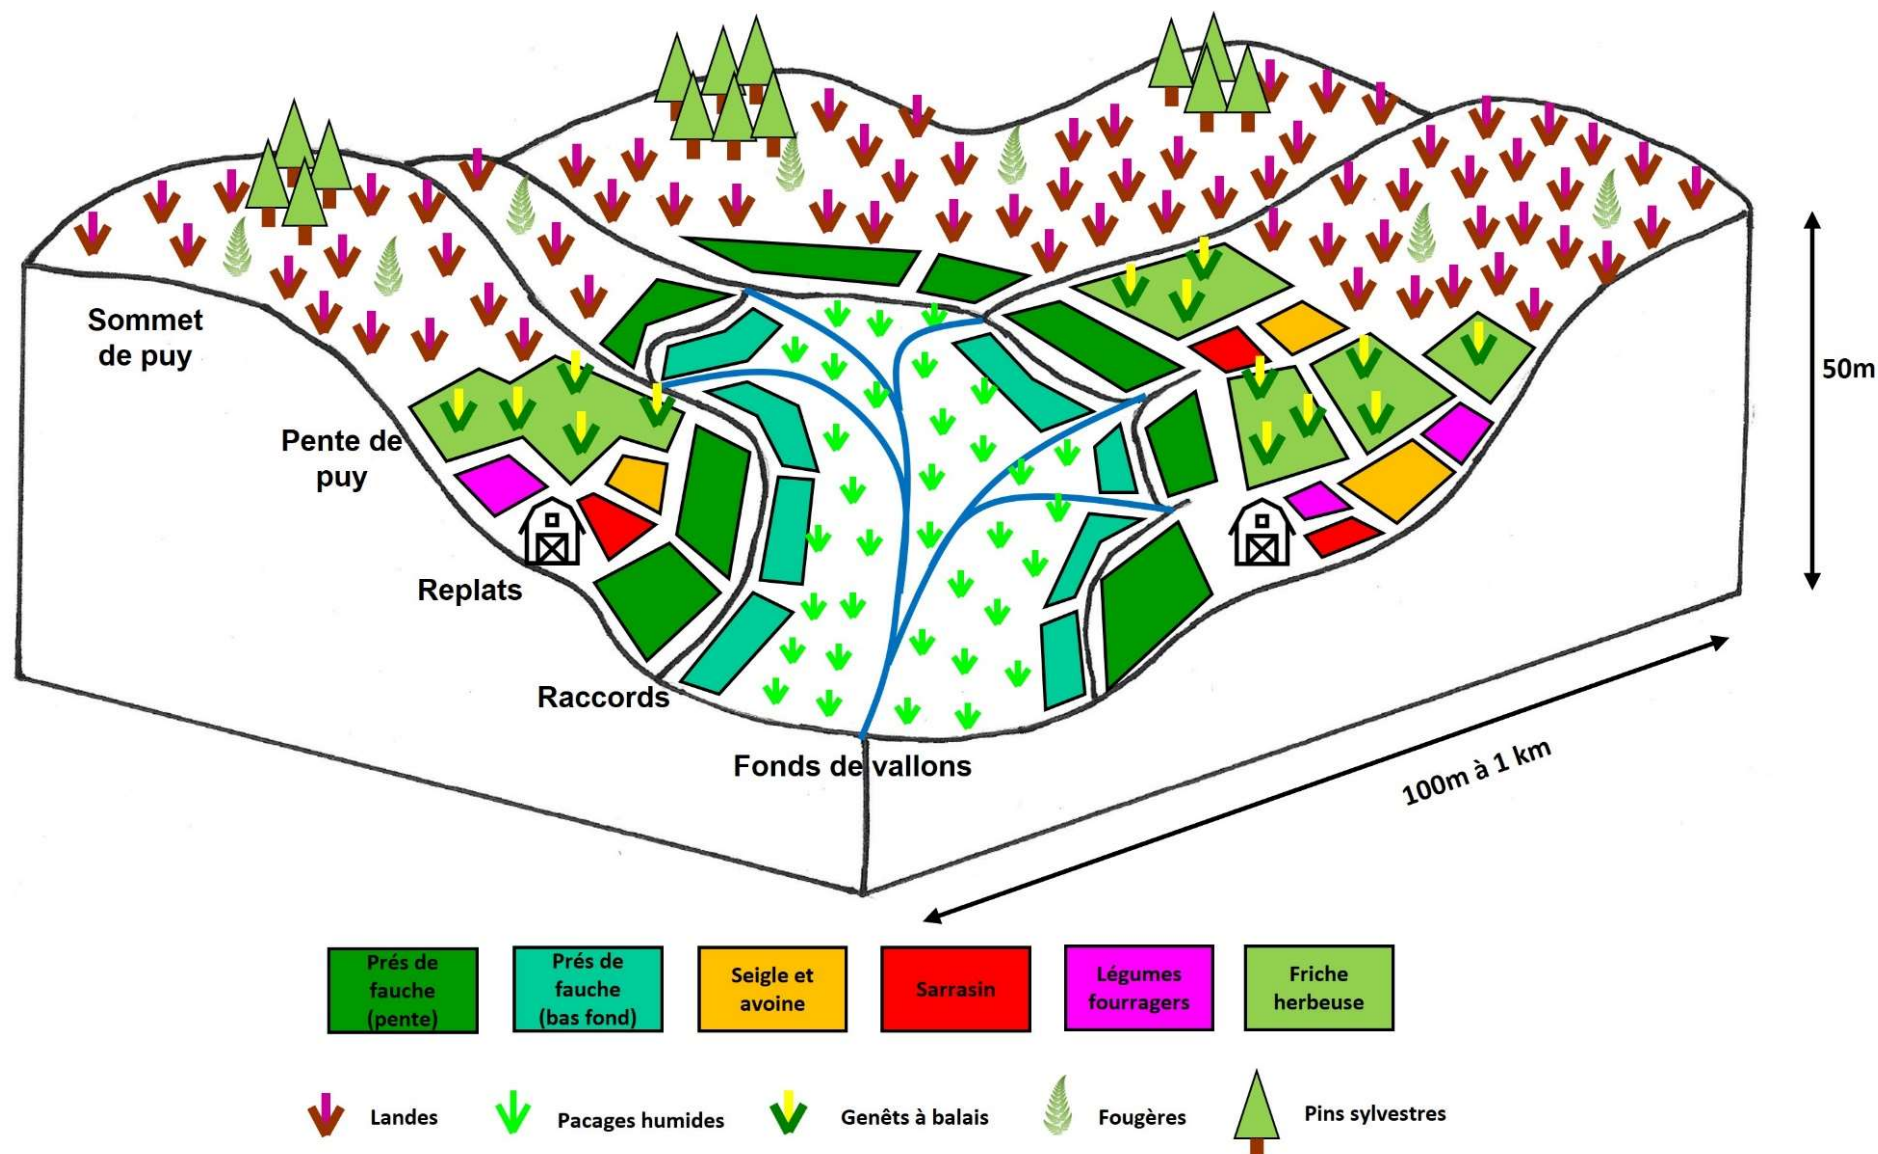 Sommet
de puy
50m
Pente de
puy
Replats
Raccords
Fonds de vallons
100m à 1 km
Prés de
fauche
(pente)
Prés de
fauche
(bas fond)
Seigle et
avoine
Sarrasin
Légumes
fourragers
Friche
herbeuse
Landes
Pacages humides
Genêts à balais
Fougères
Pins sylvestres